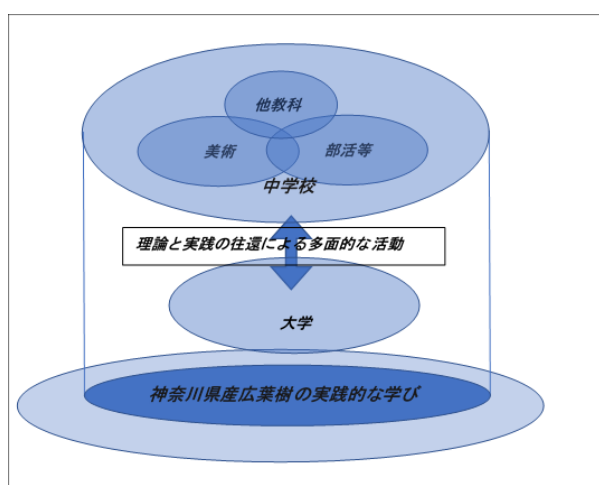 他教科
美術
部活等
中学校
理論と実践の往還による多面的な活動
大学
神奈川県産広葉樹の実践的な学び